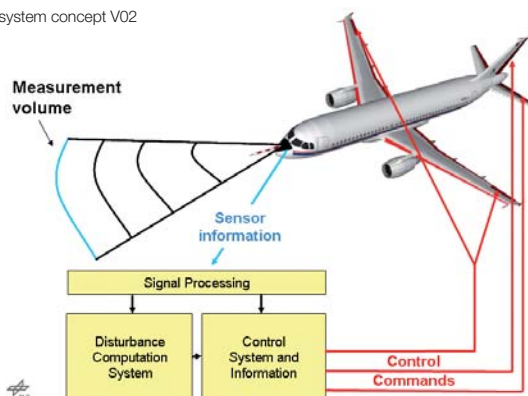 system concept V02
Measurement
volume
Sensor
information
Signal Processing
Disturbance
Computation
System
Control
System and
Information
Control
Commands